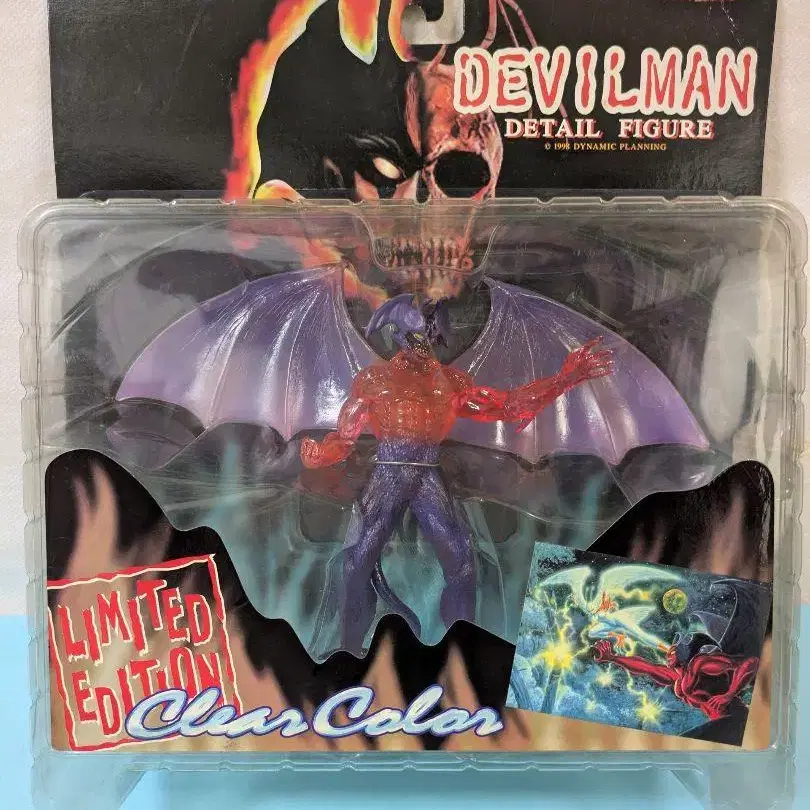 DEVILMAN
DETAIL FIGURE
© 1998 DYNAMIC PLANNING
LIMITED
EDITION
Clear Color